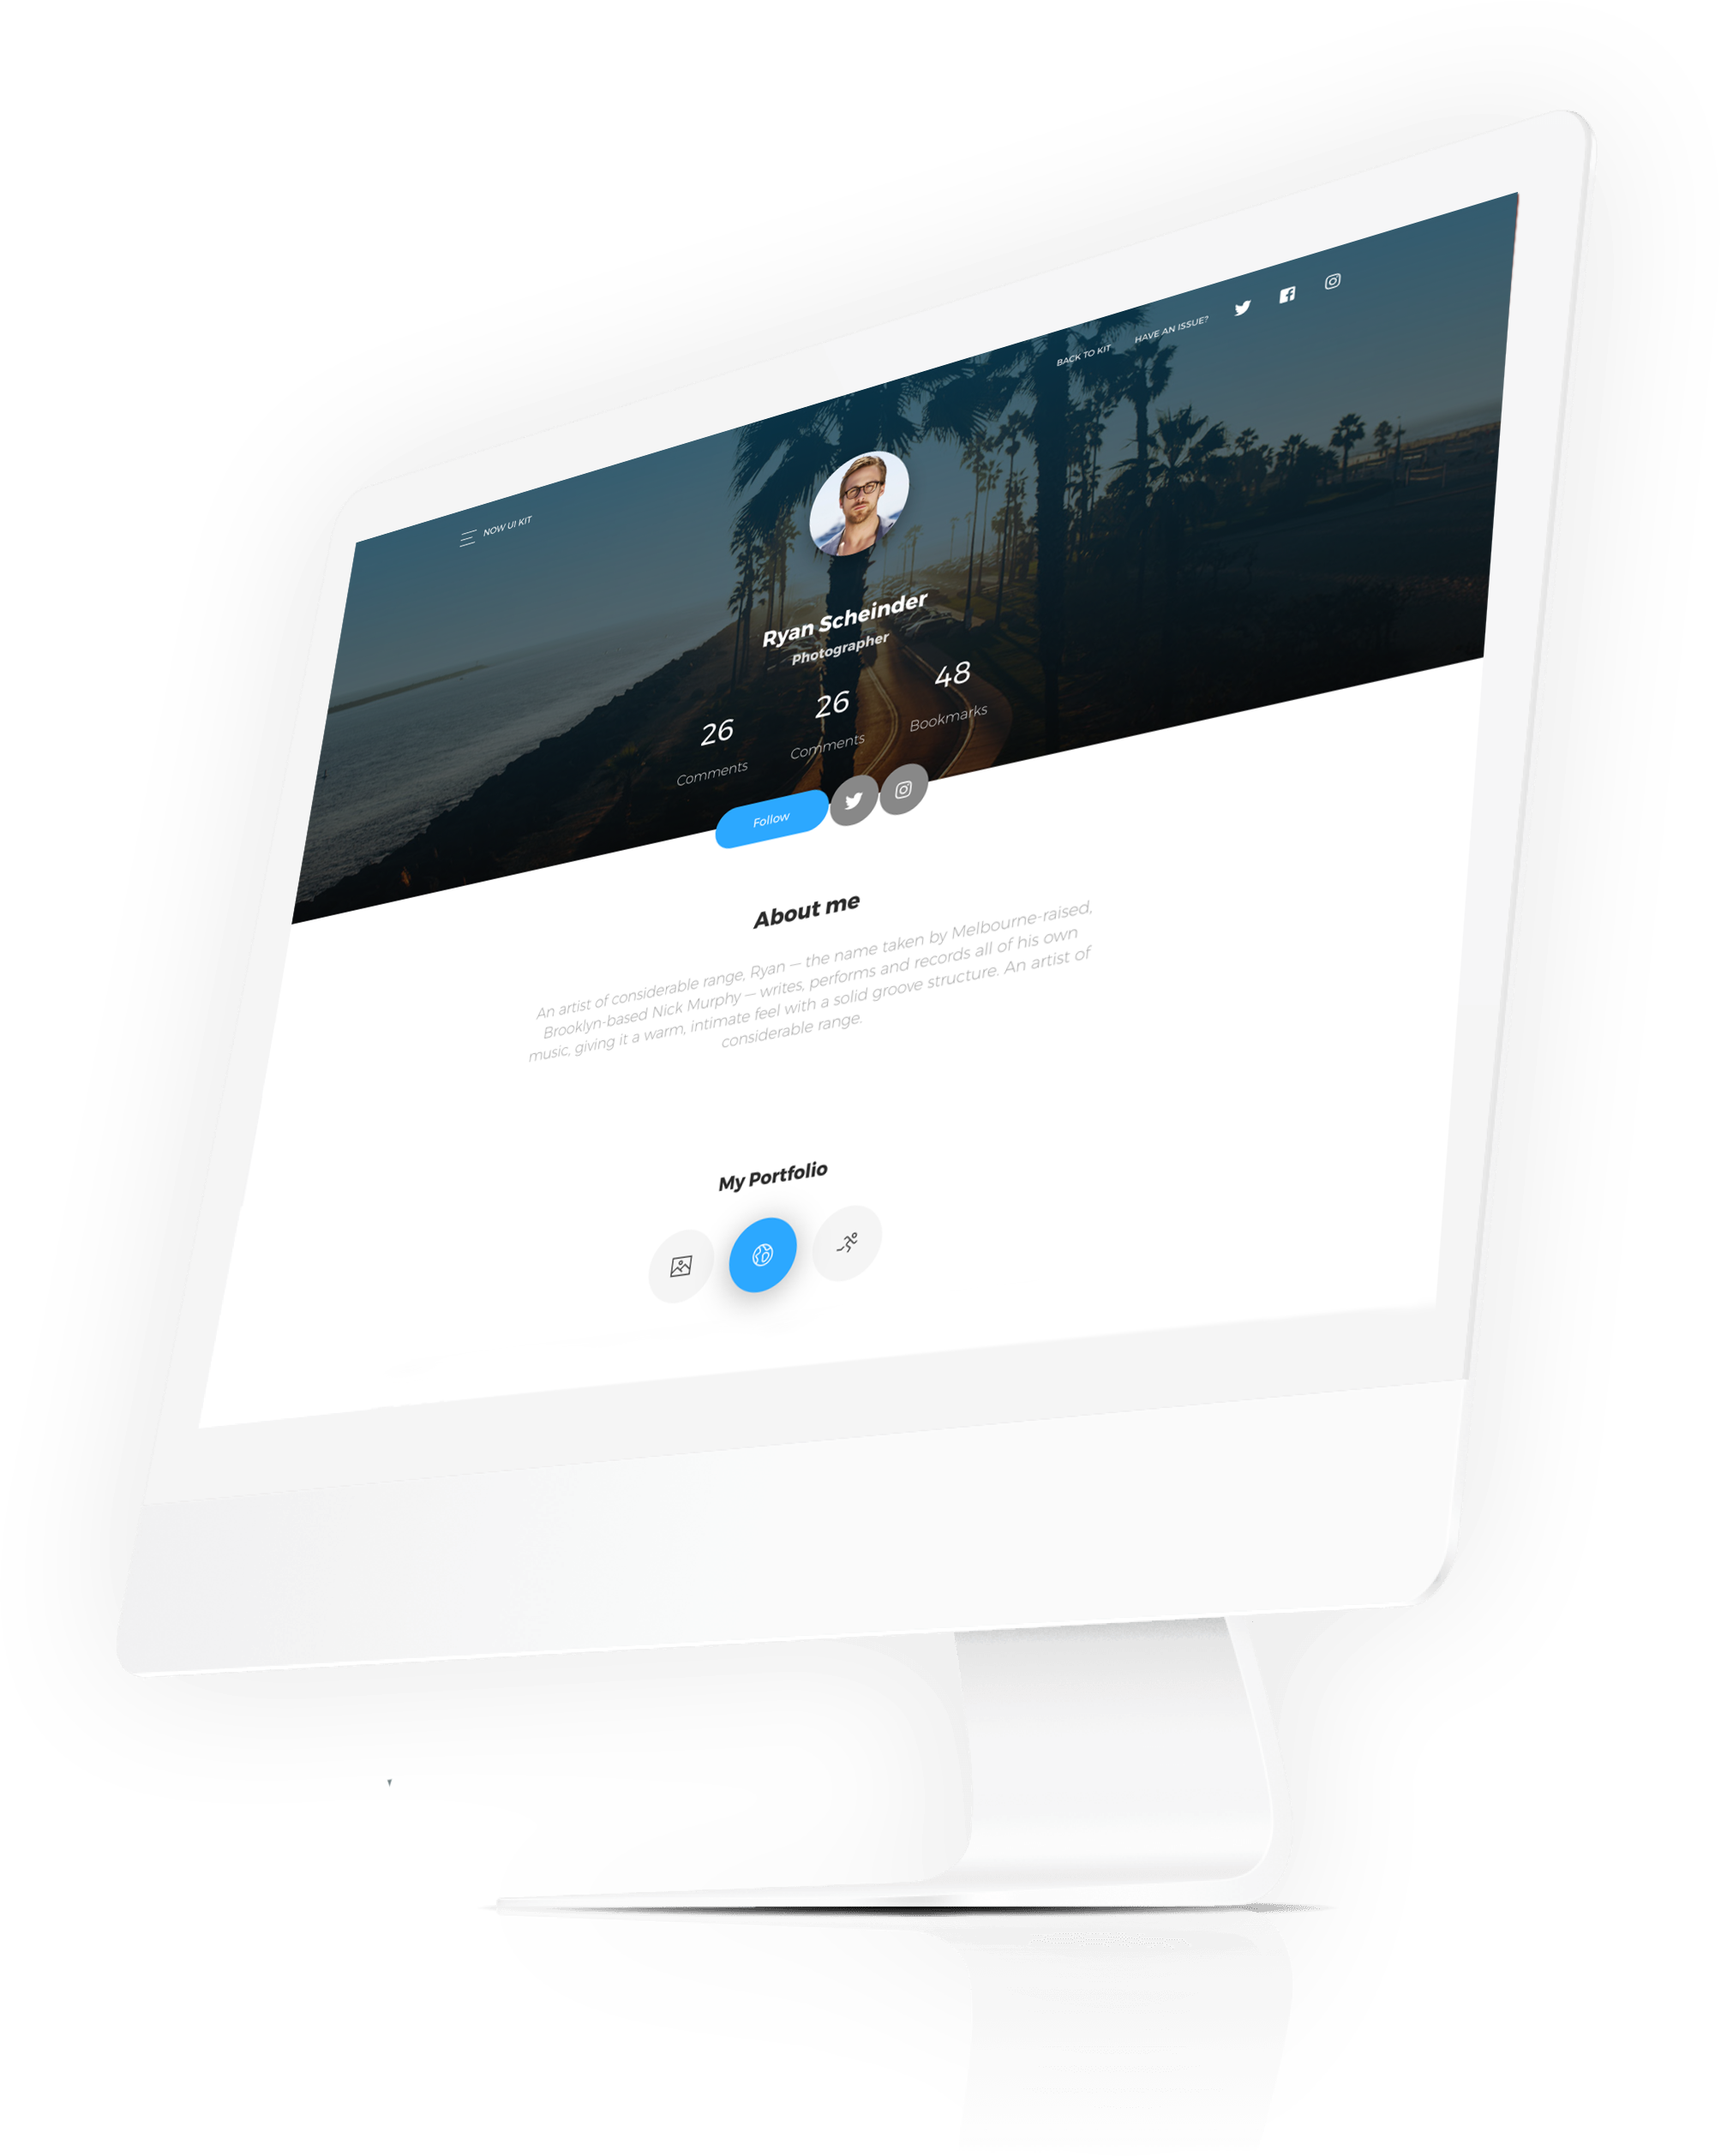 NOW UI KIT
BACK TO KIT
HAVE AN ISSUE?
Ryan Scheinder
Photographer
26
Comments
26
Comments
48
Bookmarks
Follow
About me
An artist of considerable range, Ryan — the name taken by Melbourne-raised,
Brooklyn-based Nick Murphy — writes, performs and records all of his own
music, giving it a warm, intimate feel with a solid groove structure. An artist of
considerable range.
My Portfolio